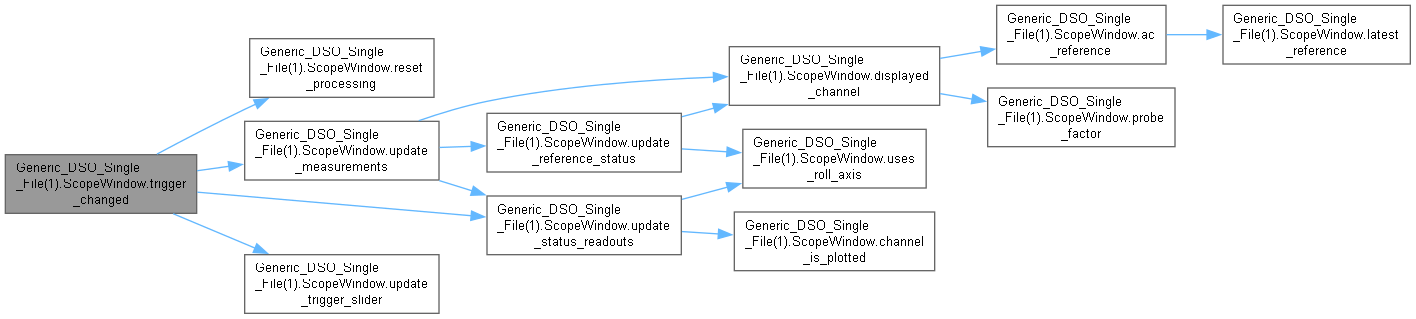 Generic_DSO_Single
_File(1).ScopeWindow.trigger
_changed
Generic_DSO_Single
_File(1).ScopeWindow.reset
_processing
Generic_DSO_Single
_File(1).ScopeWindow.update
_measurements
Generic_DSO_Single
_File(1).ScopeWindow.update
_trigger_slider
Generic_DSO_Single
_File(1).ScopeWindow.update
_reference_status
Generic_DSO_Single
_File(1).ScopeWindow.update
_status_readouts
Generic_DSO_Single
_File(1).ScopeWindow.displayed
_channel
Generic_DSO_Single
_File(1).ScopeWindow.uses
_roll_axis
Generic_DSO_Single
_File(1).ScopeWindow.channel
_is_plotted
Generic_DSO_Single
_File(1).ScopeWindow.ac
_reference
Generic_DSO_Single
_File(1).ScopeWindow.probe
_factor
Generic_DSO_Single
_File(1).ScopeWindow.latest
_reference